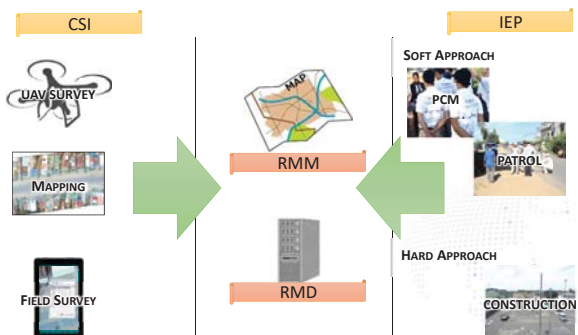 CSI
UAV SURVEY
MAPPING
FIELD SURVEY
MAP
RMM
RMD
IEP
SOFT APPROACH
PCM
PATROL
HARD APPROACH
CONSTRUCTION